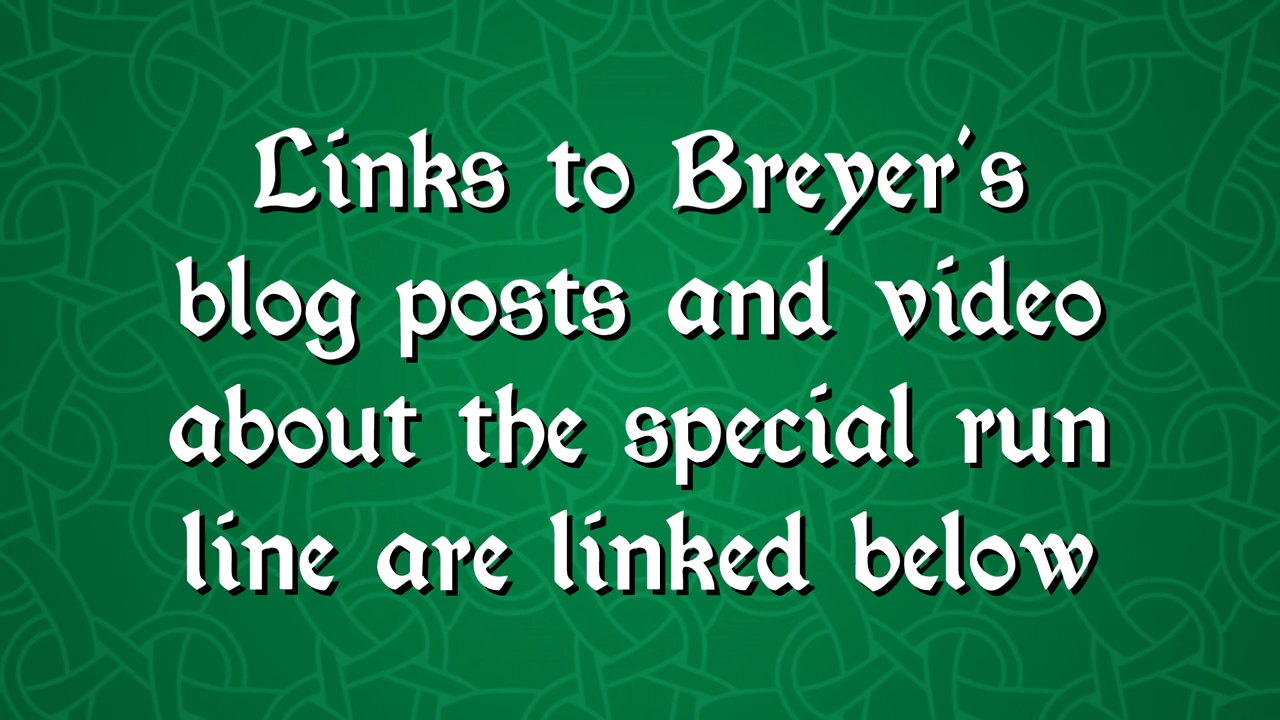 Links to Breyer's
blog posts and video
about the special run
line are linked below